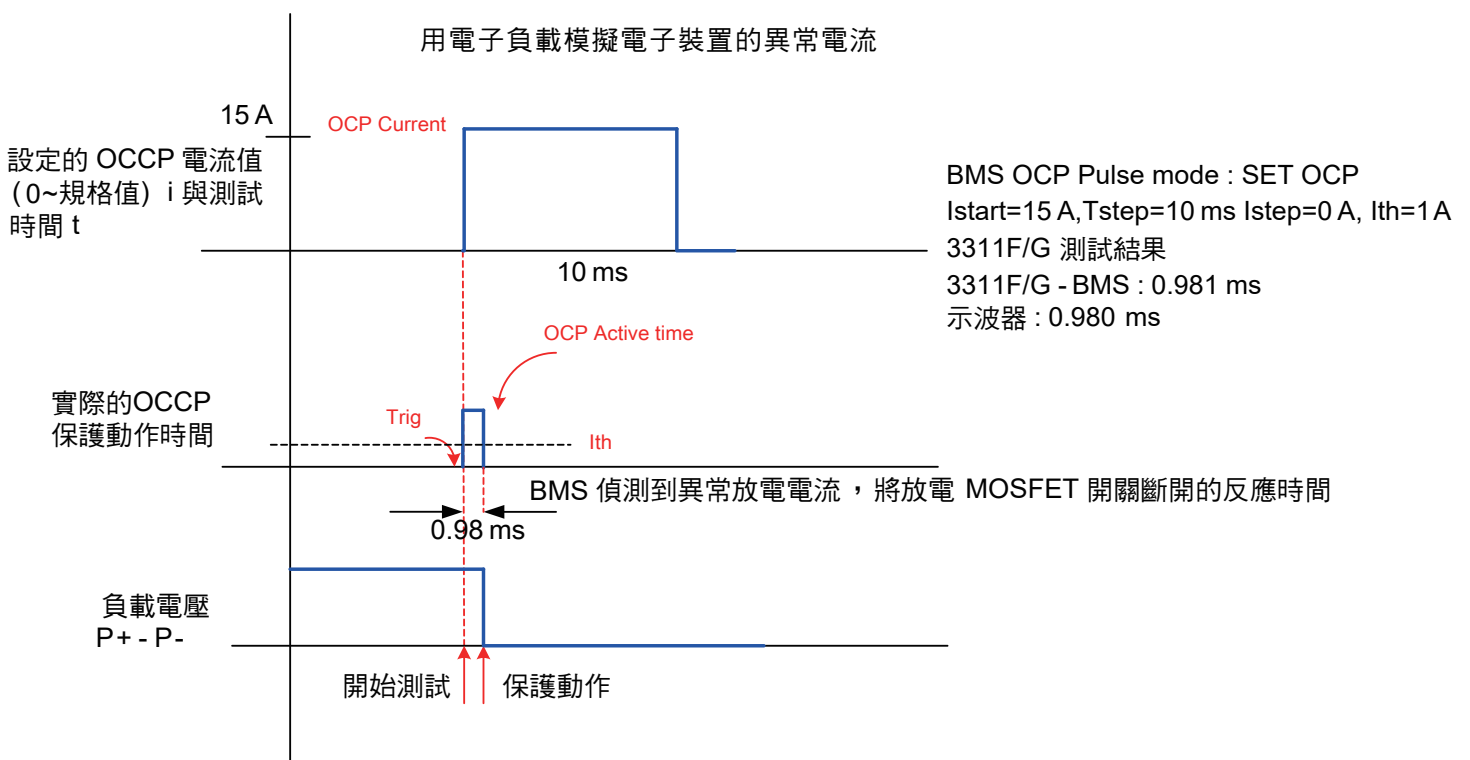 用電子負載模擬電子裝置的異常電流
15 A
OCP Current
設定的 OCCP 電流值
(0~規格值) i 與測試
時間 t
10 ms
BMS OCP Pulse mode : SET OCP
Istart=15 A,Tstep=10 ms Istep=0 A, Ith=1 A
3311F/G 測試結果
3311F/G - BMS : 0.981 ms
示波器 : 0.980 ms
OCP Active time
實際的OCCP
保護動作時間
Trig
Ith
BMS 偵測到異常放電電流，將放電 MOSFET 開關斷開的反應時間
0.98 ms
負載電壓
P+ - P-
開始測試
保護動作